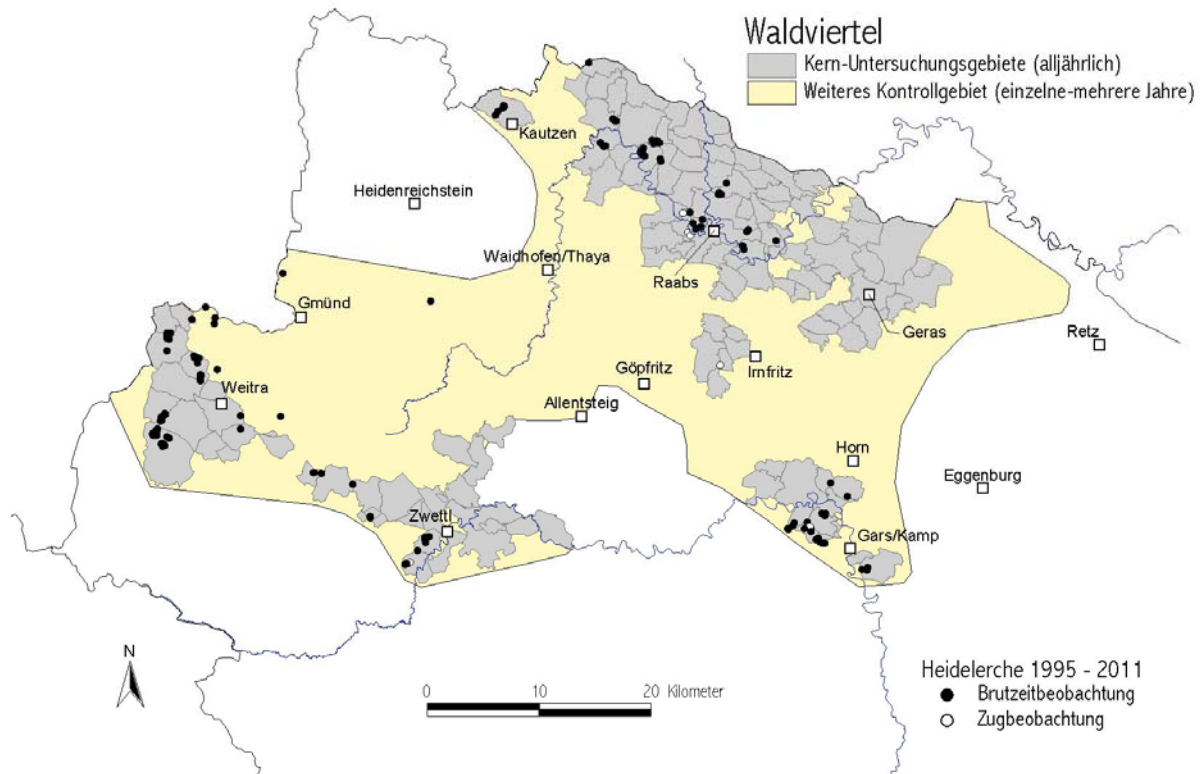 Waldviertel
Kern-Untersuchungsgebiete (alljährlich)
Weiteres Kontrollgebiet (einzelne-mehrere Jahre)
Kautzen
Heidenreichstein
Waidhofen/Thaya
Raabs
Gmünd
Geras
Retz
Göpfritz
Irnfritz
Weitra
Allentsteig
Horn
Eggenburg
Zwettl
Gars/Kamp
N
0 10 20 Kilometer
Heidelerche 1995 - 2011
Brutzeitbeobachtung
Zugbeobachtung